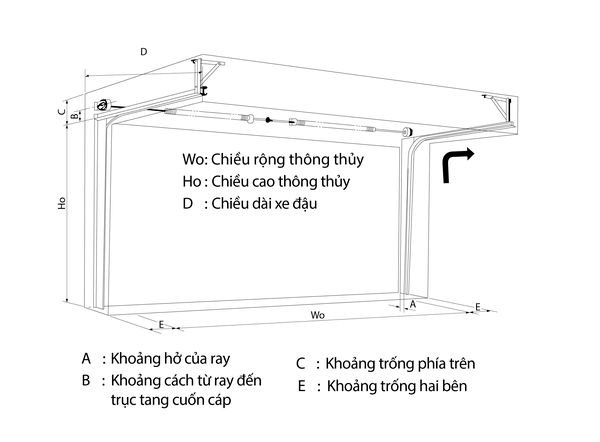 D
C
B
Wo: Chiều rộng thông thủy
Ho : Chiều cao thông thủy
D : Chiều dài xe đậu
Ho
A
E
Wo
E
A : Khoảng hở của ray
B : Khoảng cách từ ray đến
trục tang cuốn cáp
C : Khoảng trống phía trên
E : Khoảng trống hai bên